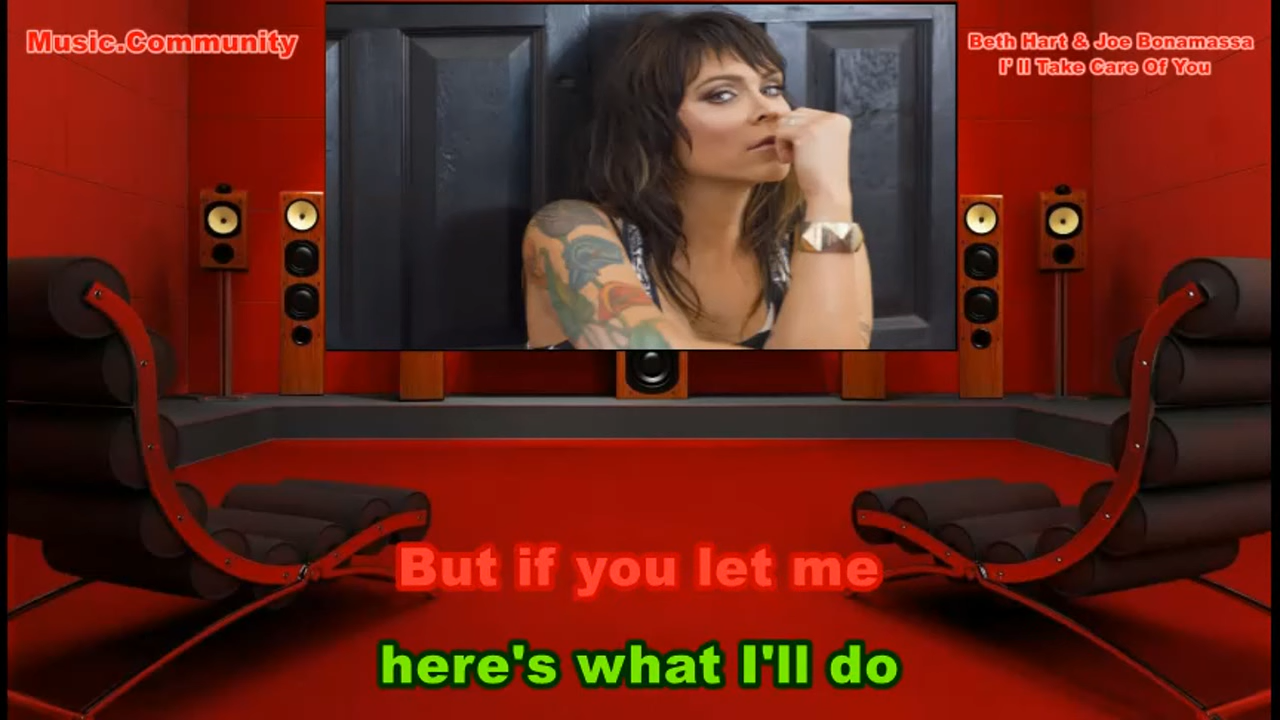 Music.Community
Beth Hart & Joe Bonamassa
I' ll Take Care Of You
But if you let me
here's what I'll do